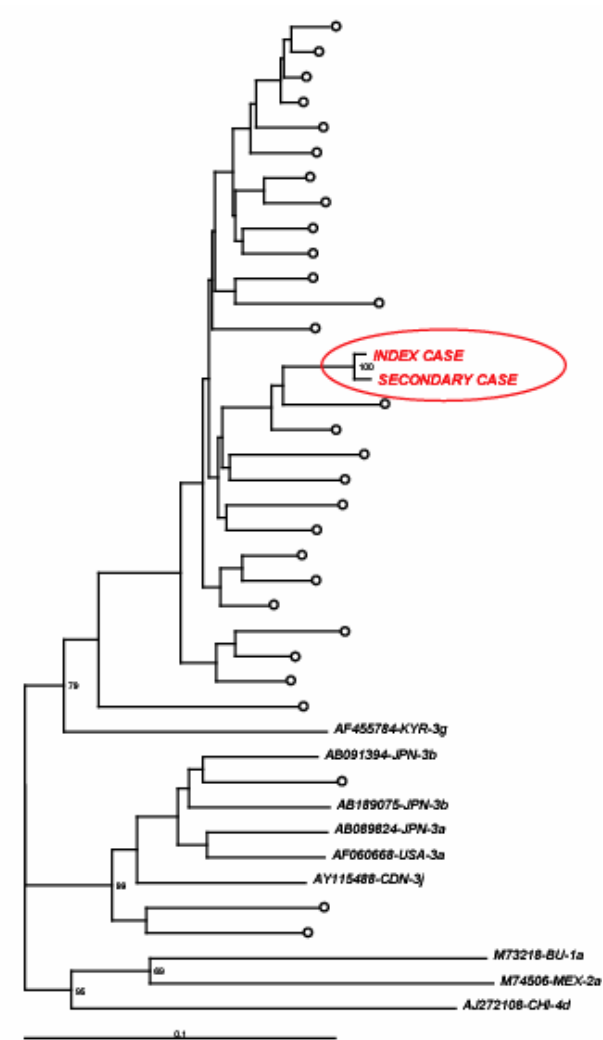 INDEX CASE
100
SECONDARY CASE
79
AF455784-KYR-3g
AB091394-JPN-3b
AB189075-JPN-3b
AB089824-JPN-3a
AF060668-USA-3a
99
AY115488-CDN-3j
M73218-BU-1a
69
M74506-MEX-2a
95
AJ272108-CHI-4d
0.1